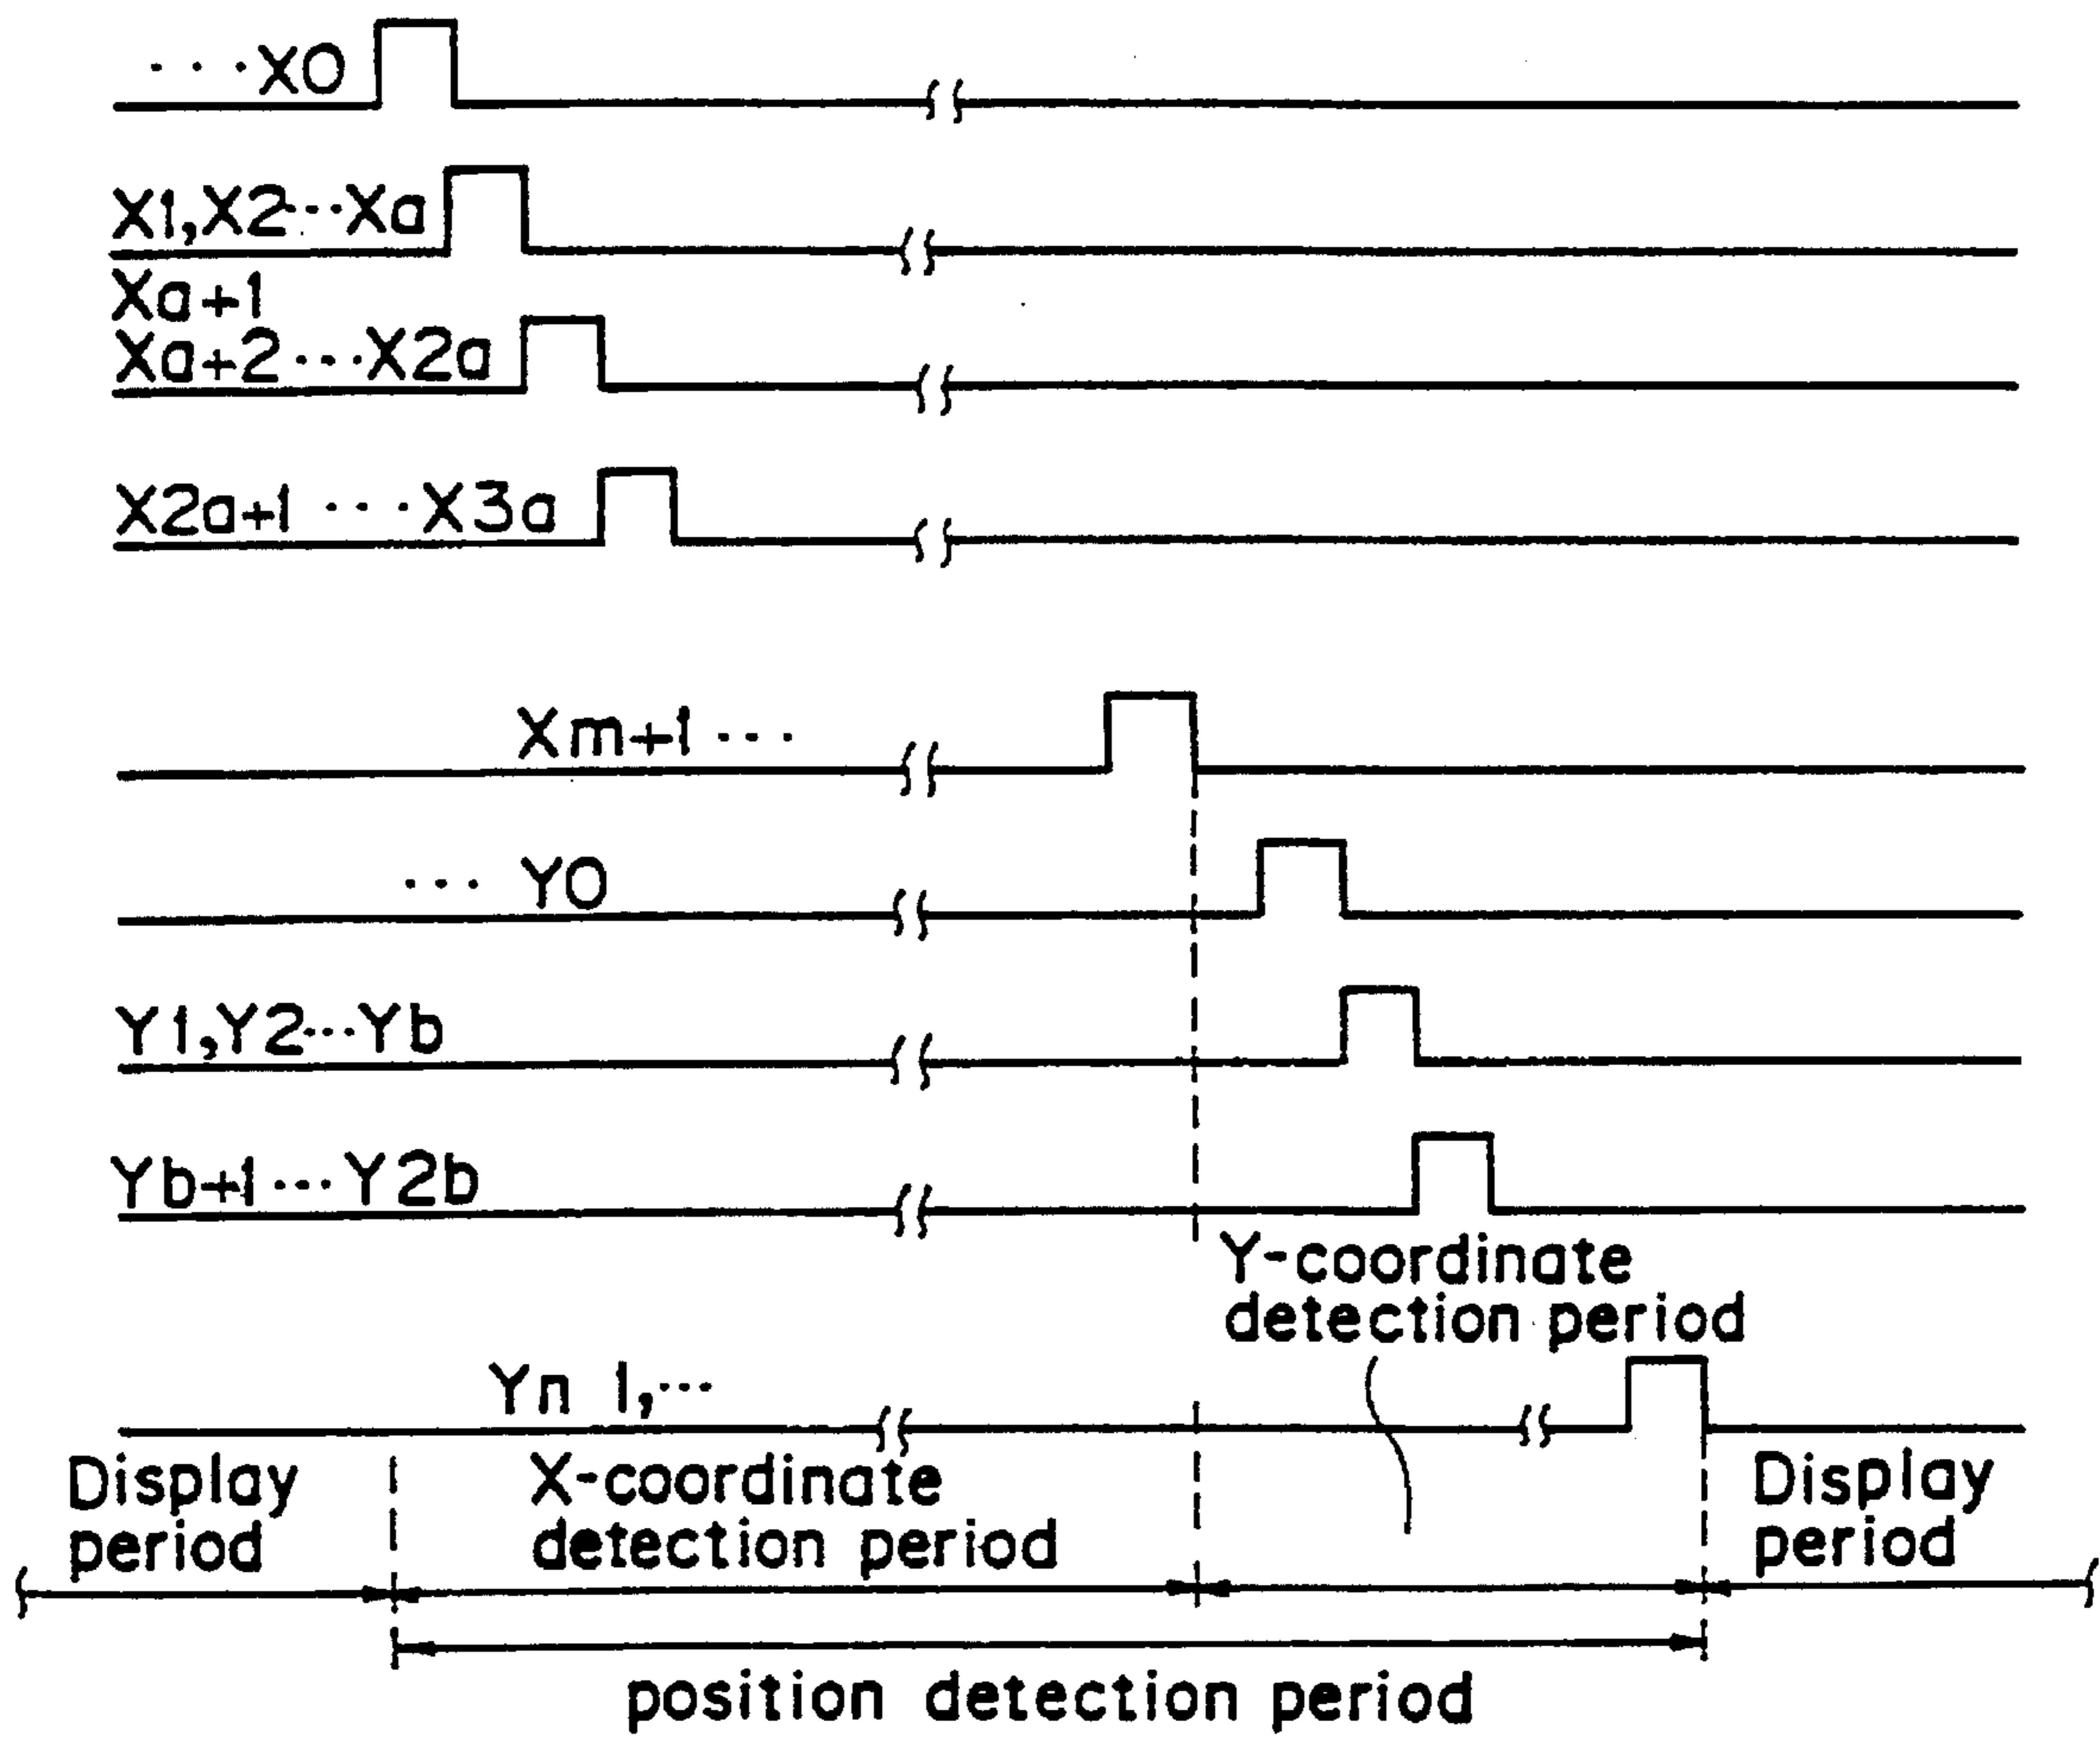 ···X0
X1,X2···Xa
Xa+1
Xa+2···X2a
X2a+1 ···X3a
Xm+1 ···
··· Y0
Y1,Y2···Yb
Yb+1···Y2b
Y-coordinate
detection period
Yn 1,···
Display
period
X-coordinate
detection period
Display
period
position detection period